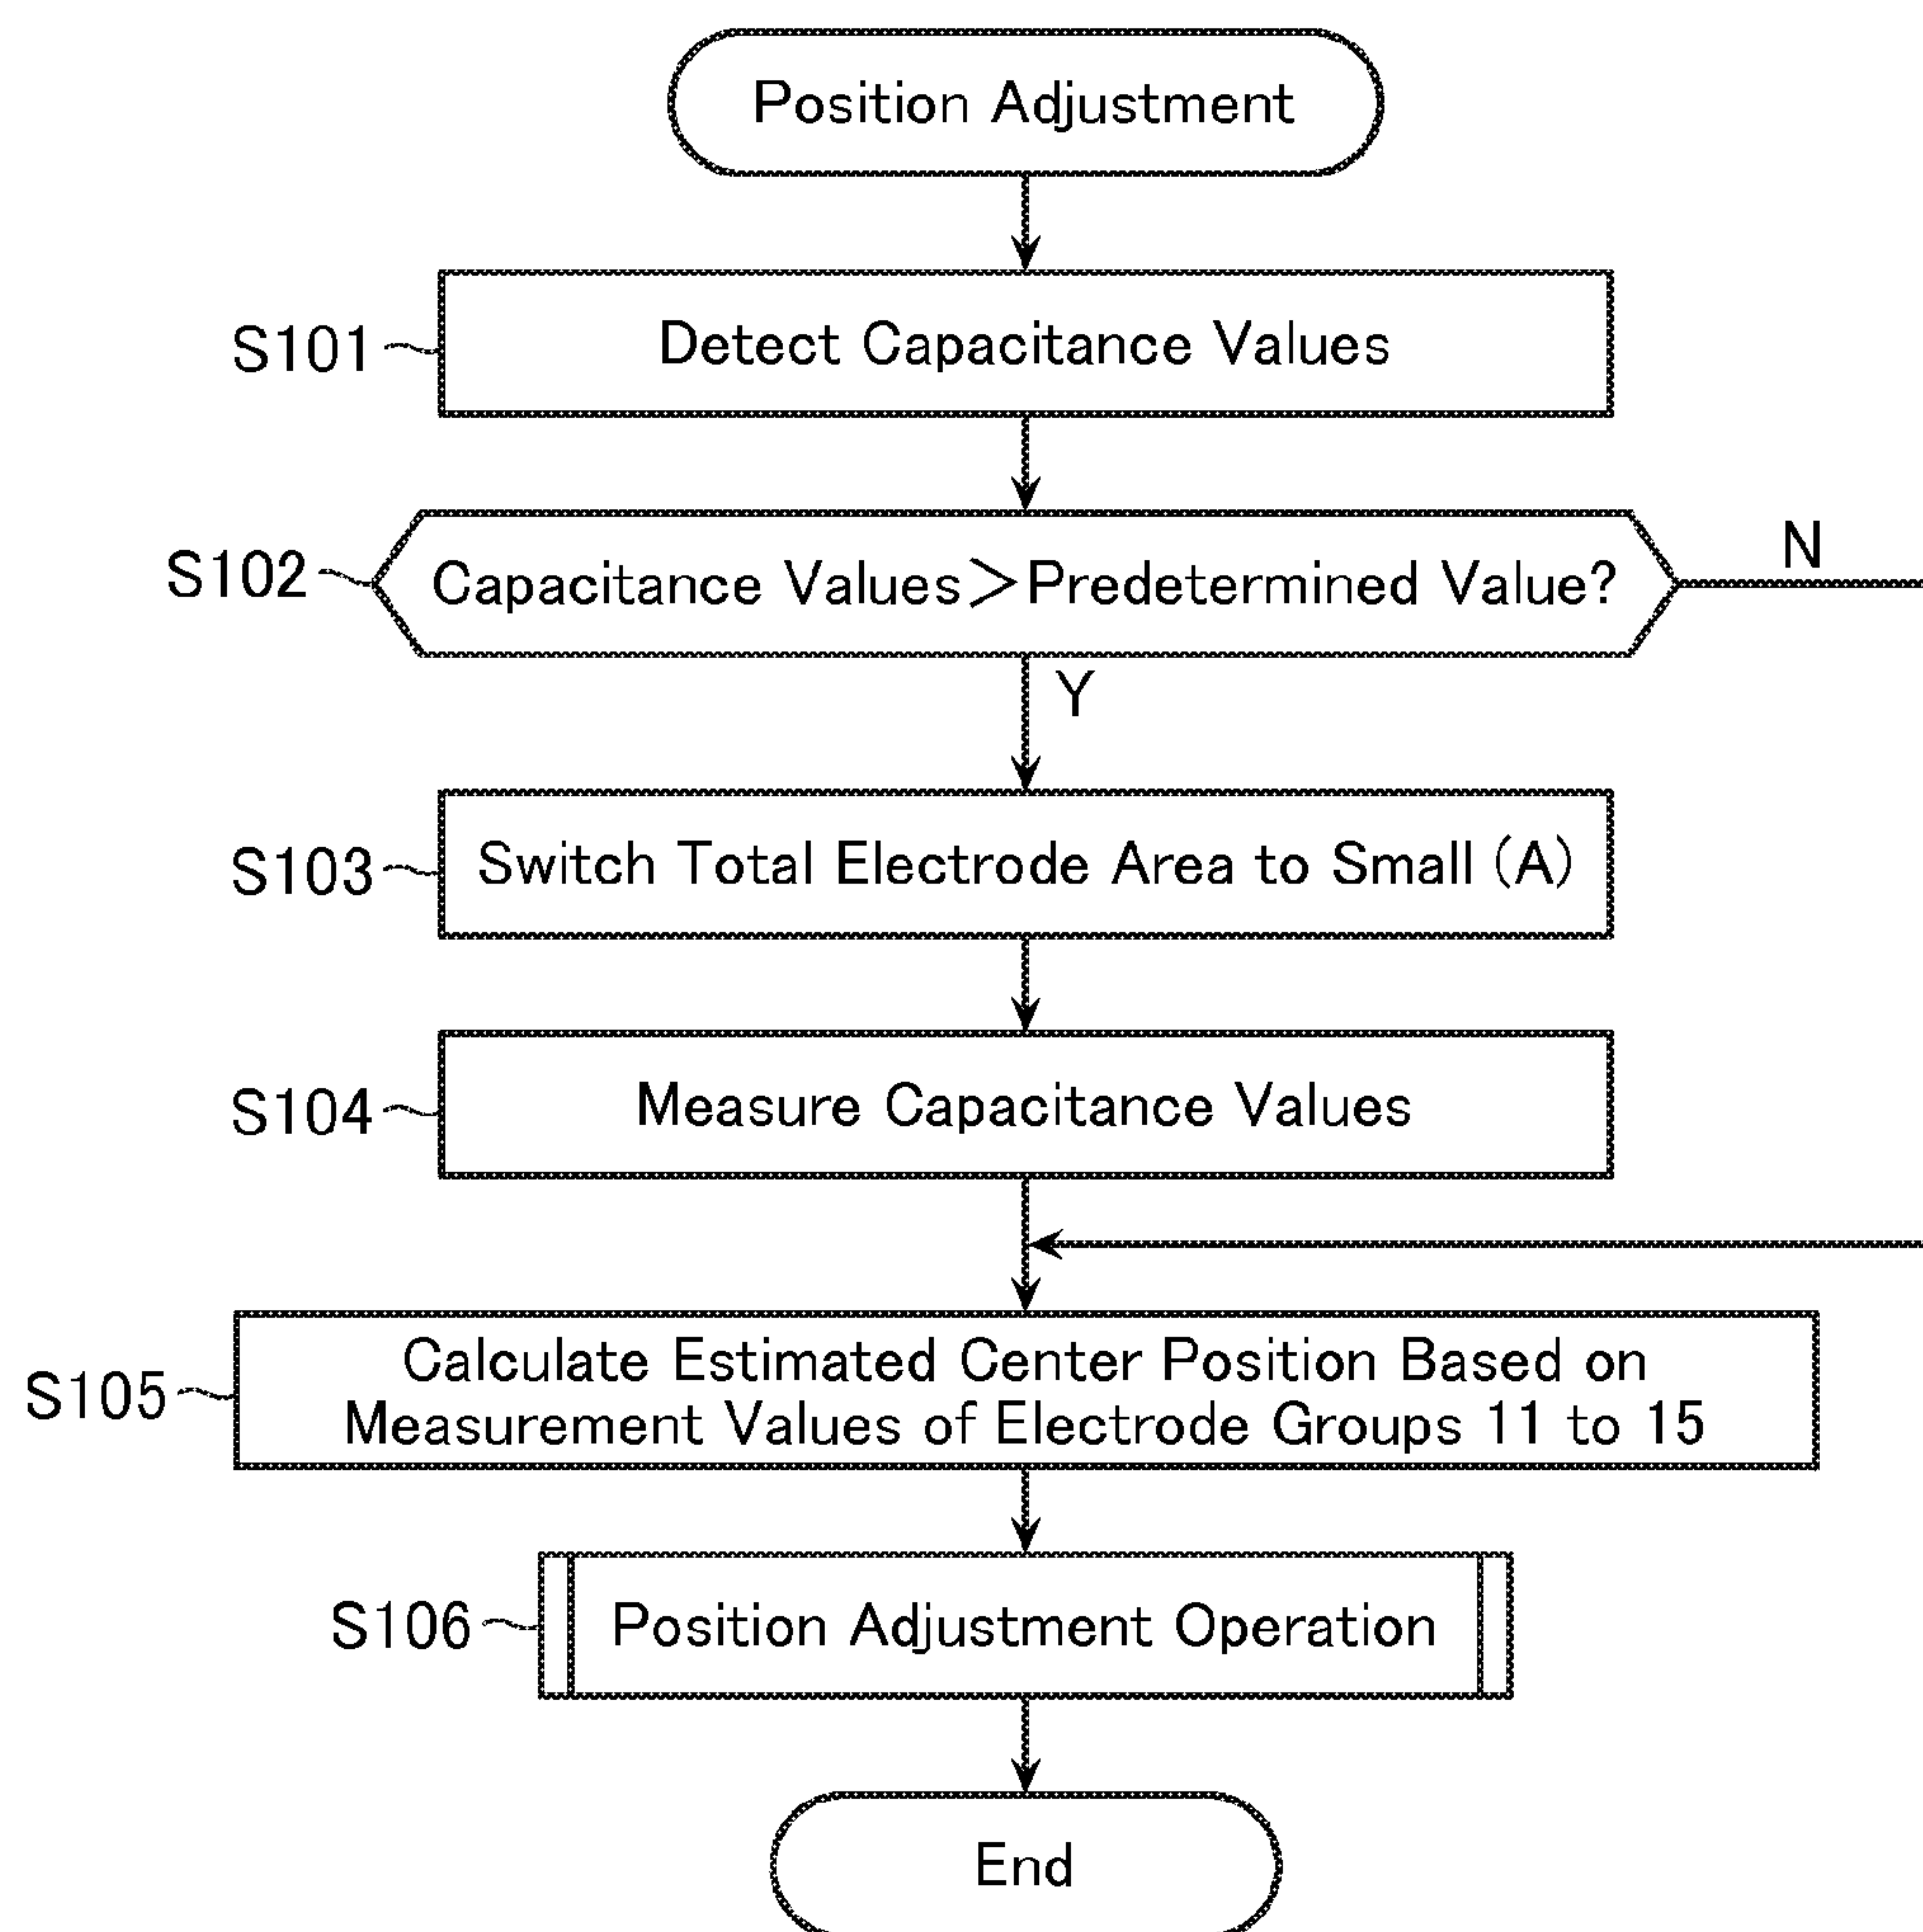 Position Adjustment
S101
Detect Capacitance Values
S102
Capacitance Values>Predetermined Value?
N
Y
S103
Switch Total Electrode Area to Small (A)
S104
Measure Capacitance Values
S105
Calculate Estimated Center Position Based on
Measurement Values of Electrode Groups 11 to 15
S106
Position Adjustment Operation
End